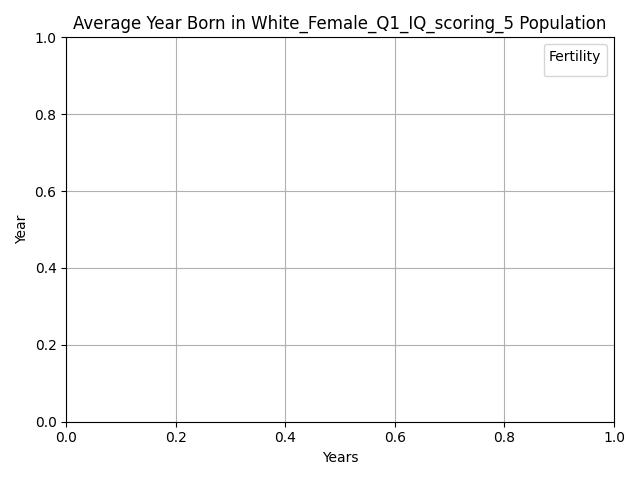 Average Year Born in White_Female_Q1_IQ_scoring_5 Population
Fertility
1.0
0.8
0.6
0.4
0.2
0.0
Year
0.0 0.2 0.4 0.6 0.8 1.0
Years